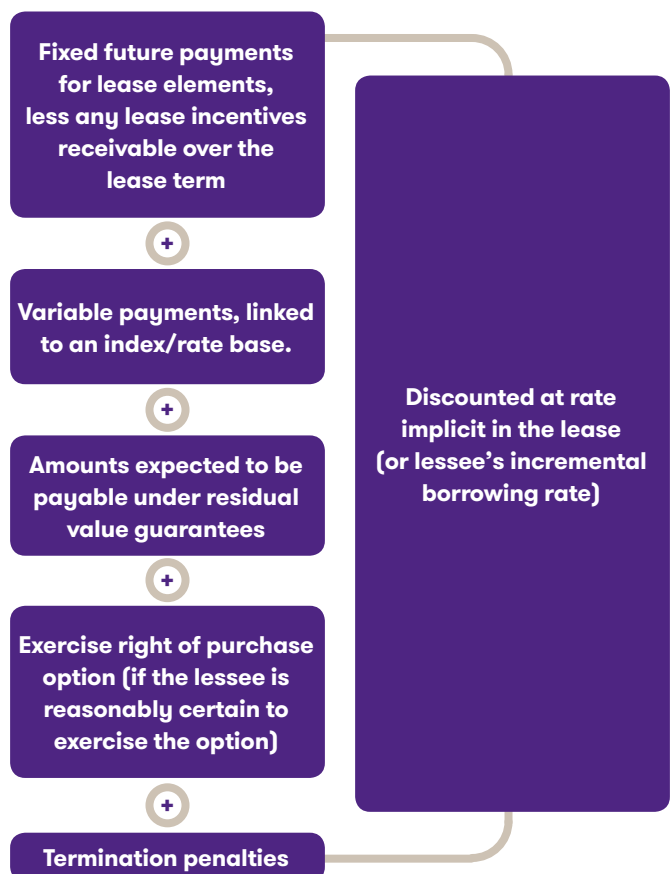 Fixed future payments
for lease elements,
less any lease incentives
receivable over the
lease term
+
Variable payments, linked
to an index/rate base.
+
Amounts expected to be
payable under residual
value guarantees
+
Exercise right of purchase
option (if the lessee is
reasonably certain to
exercise the option)
+
Termination penalties
Discounted at rate
implicit in the lease
(or lessee's incremental
borrowing rate)